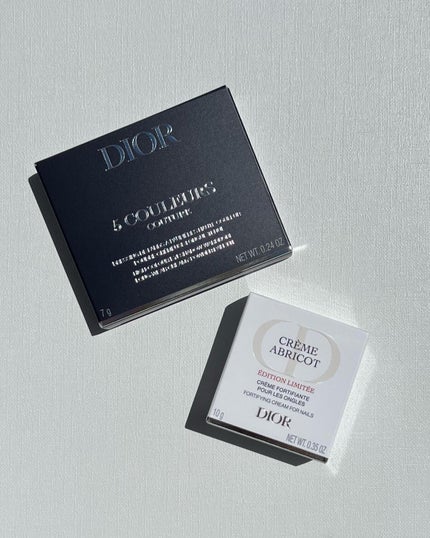 DIOR
5 COULEURS
COUTURE
7 g
NET WT. 0.24 OZ
CRÈME
ABRICOT
ÉDITION LIMITÉE
CRÈME FORTIFIANTE
POUR LES ONGLES
FORTIFYING CREAM FOR NAILS
DIOR
10 g
NET WT. 0.35 OZ